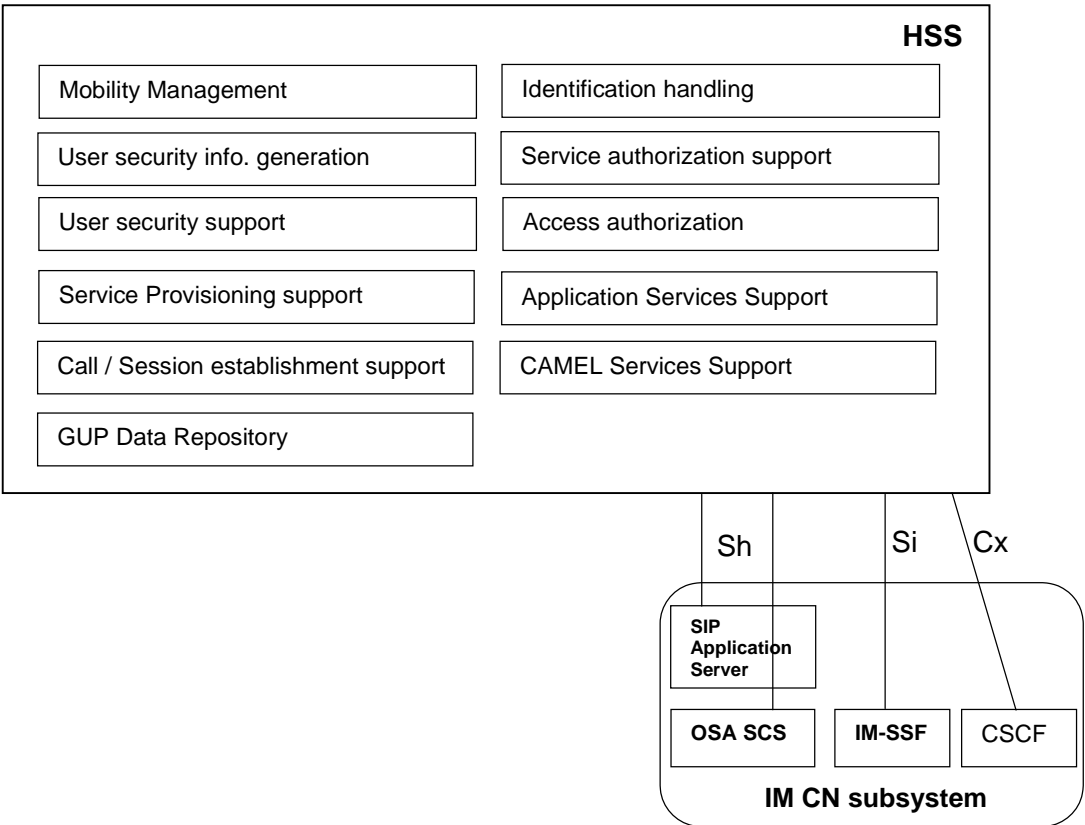 HSS
Mobility Management
Identification handling
User security info. generation
Service authorization support
User security support
Access authorization
Service Provisioning support
Application Services Support
Call / Session establishment support
CAMEL Services Support
GUP Data Repository
Sh
Si
Cx
SIP
Application
Server
OSA SCS
IM-SSF
CSCF
IM CN subsystem